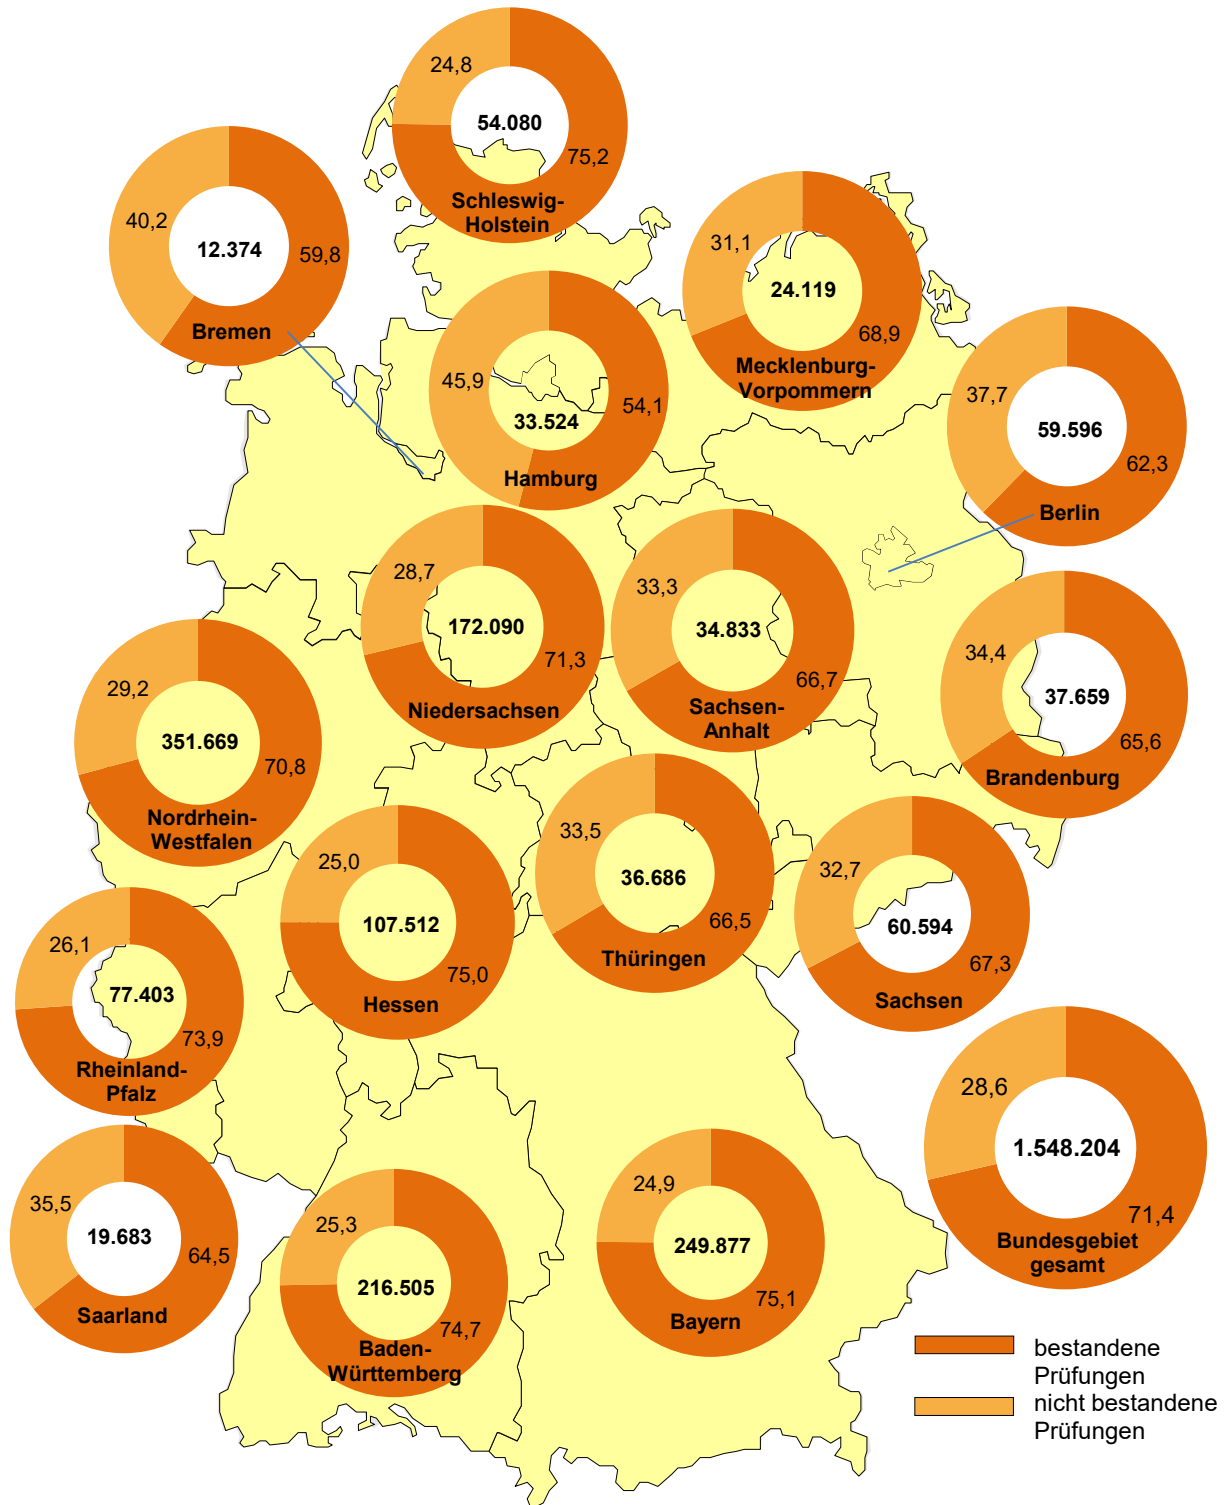 24,8
54.080
75,2
Schleswig-
Holstein
40,2
12.374
59,8
Bremen
31,1
24.119
68,9
Mecklenburg-
Vorpommern
45,9
54,1
33.524
Hamburg
37,7
59.596
62,3
Berlin
28,7
172.090
71,3
Niedersachsen
33,3
34.833
66,7
Sachsen-
Anhalt
34,4
37.659
65,6
Brandenburg
29,2
351.669
70,8
Nordrhein-
Westfalen
25,0
107.512
75,0
Hessen
33,5
36.686
66,5
Thüringen
32,7
60.594
67,3
Sachsen
26,1
77.403
73,9
Rheinland-
Pfalz
28,6
1.548.204
71,4
Bundesgebiet
gesamt
35,5
19.683
64,5
Saarland
25,3
216.505
74,7
Baden-
Württemberg
24,9
249.877
75,1
Bayern
bestandene
Prüfungen
nicht bestandene
Prüfungen